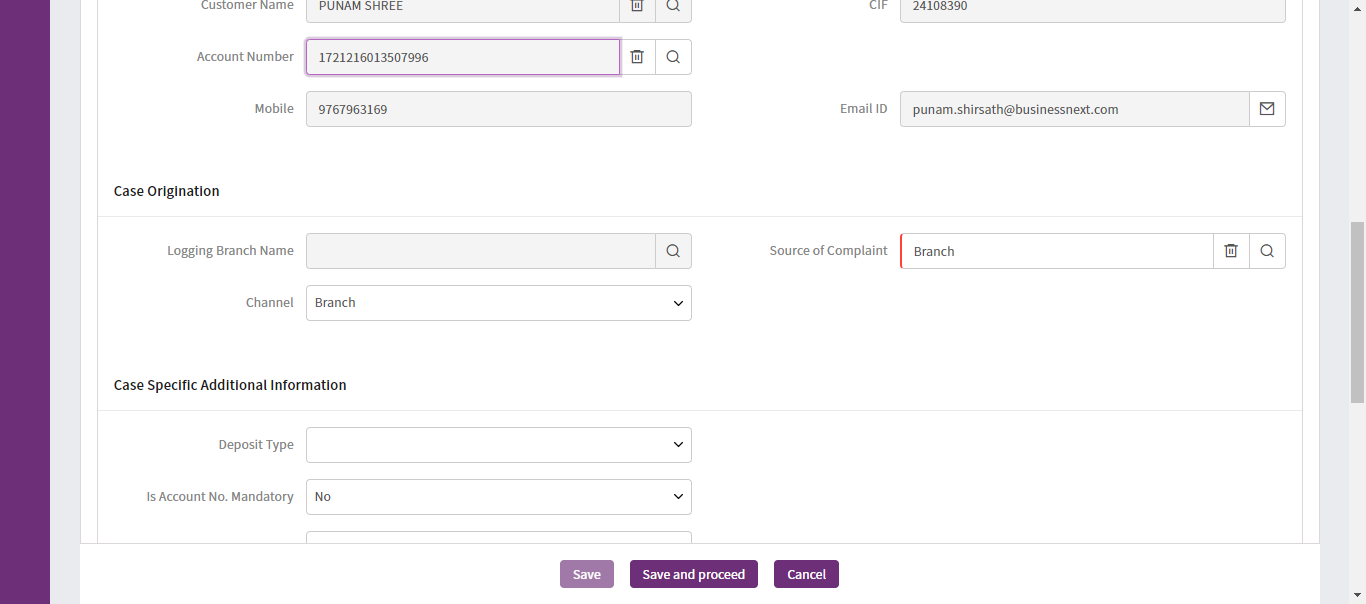 Customer Name PUNAM SHREE CIF 24108390
Account Number 1721216013507996
Mobile 9767963169 Email ID punam.shirsath@businessnext.com
Case Origination
Logging Branch Name Source of Complaint Branch
Channel Branch
Case Specific Additional Information
Deposit Type
Is Account No. Mandatory No
Save Save and proceed Cancel